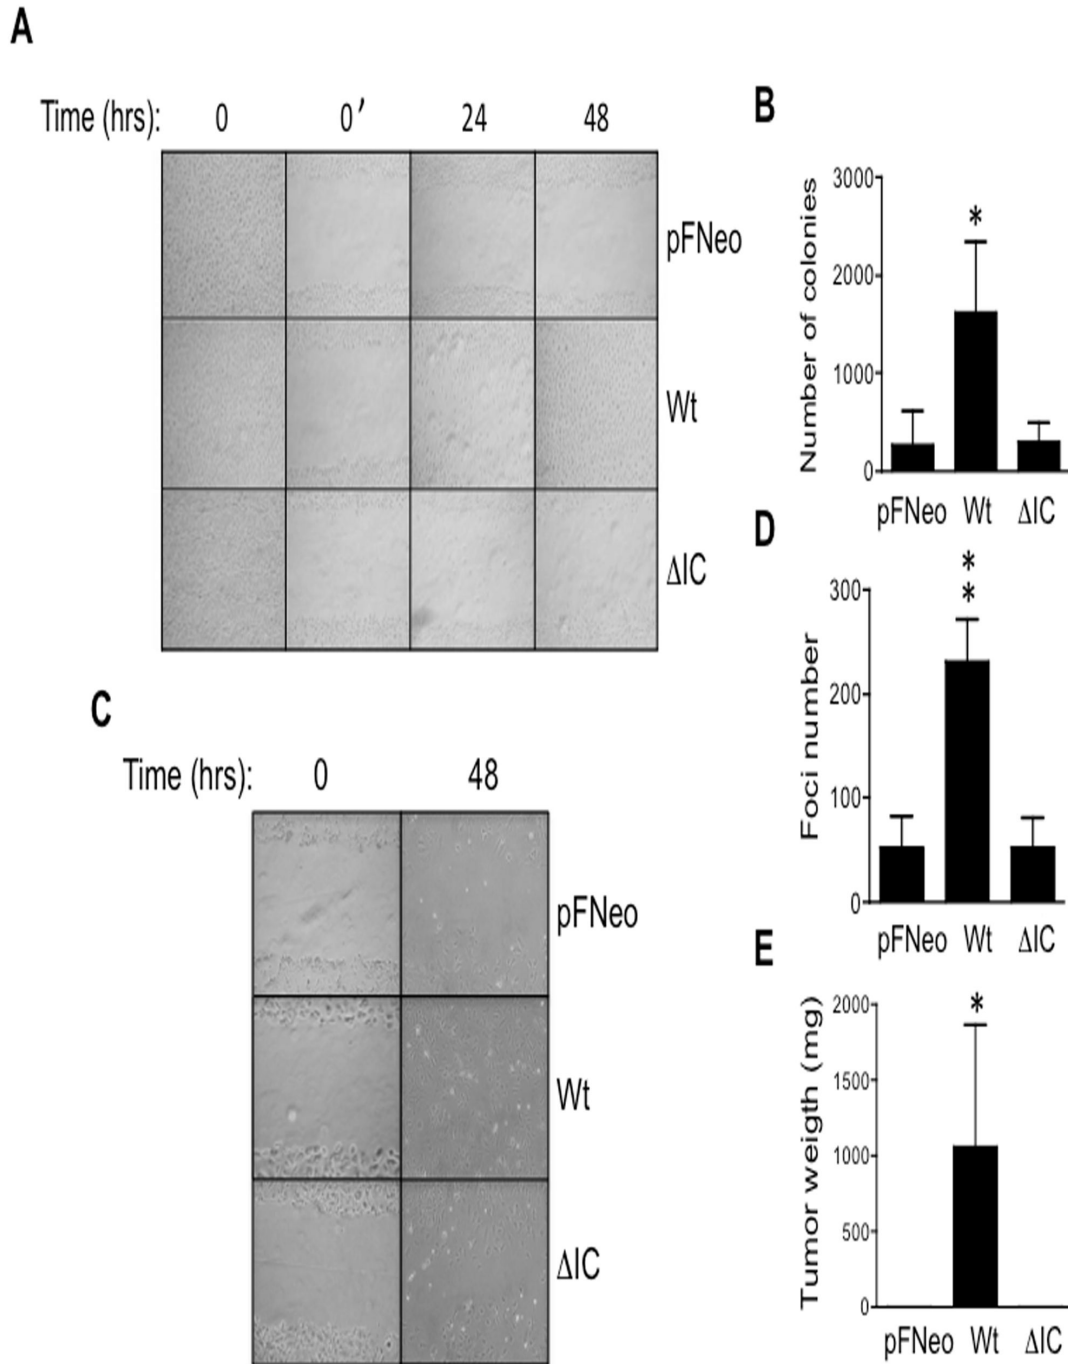 A
Time (hrs): 0 0′ 24 48
pFNeo
Wt
ΔIC
B
Number of colonies
3000
2000
1000
0
*
pFNeo Wt ΔIC
C
Time (hrs): 0 48
pFNeo
Wt
ΔIC
D
Foci number
300
200
100
0
*
*
pFNeo Wt ΔIC
E
Tumor weigth (mg)
2000
1500
1000
500
0
*
pFNeo Wt ΔIC